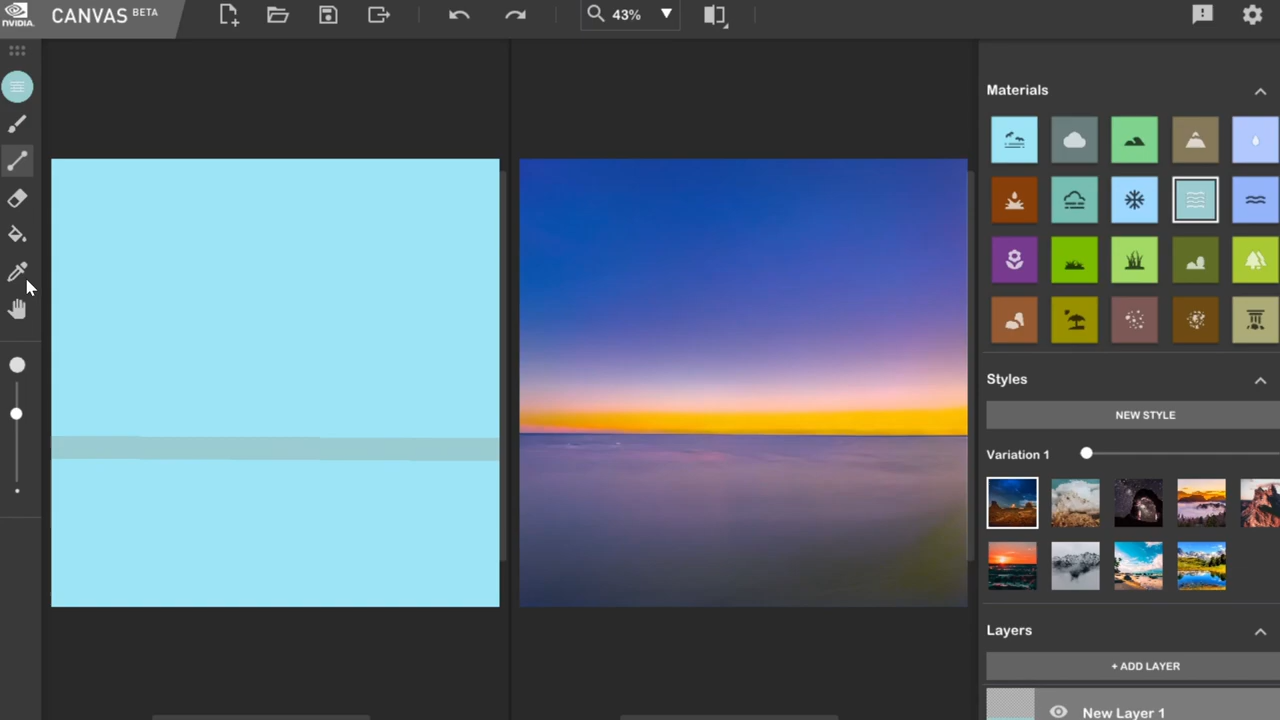 NVIDIA.
CANVAS BETA
43%
Materials
Styles
NEW STYLE
Variation 1
Layers
+ ADD LAYER
New Layer 1